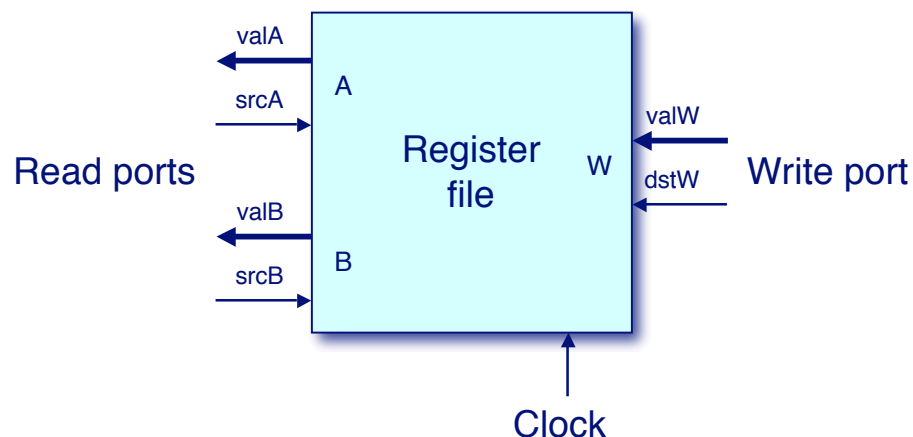 valA
A
srcA
Read ports
valB
B
srcB
Register
file
W
valW
dstW
Write port
Clock